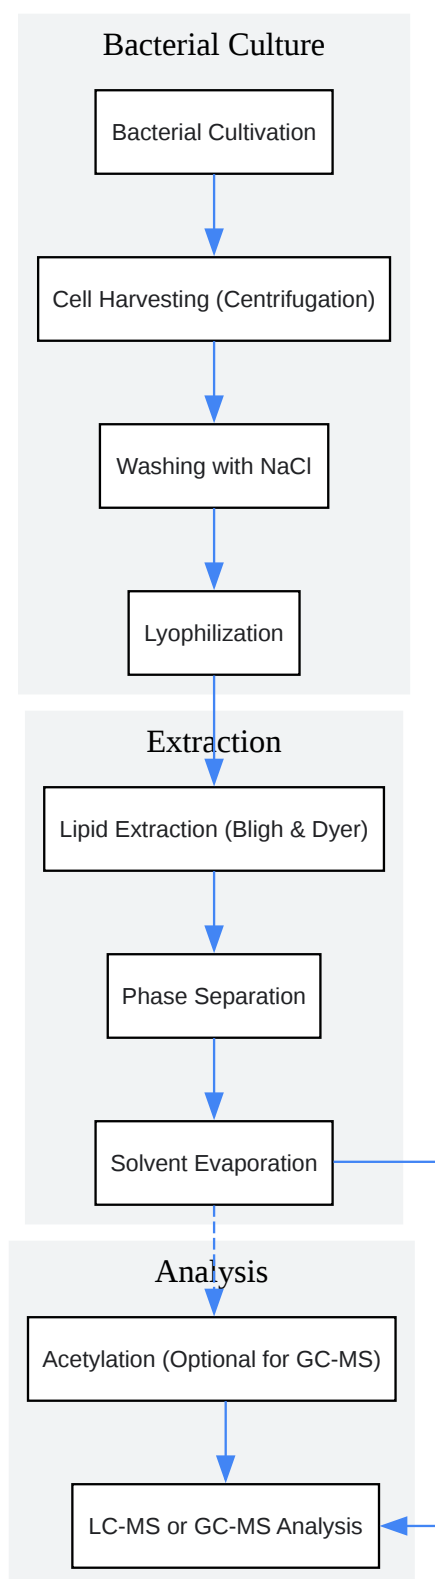 Bacterial Culture
Bacterial Cultivation
Cell Harvesting (Centrifugation)
Washing with NaCl
Lyophilization
Extraction
Lipid Extraction (Bligh & Dyer)
Phase Separation
Solvent Evaporation
Analysis
Acetylation (Optional for GC-MS)
LC-MS or GC-MS Analysis